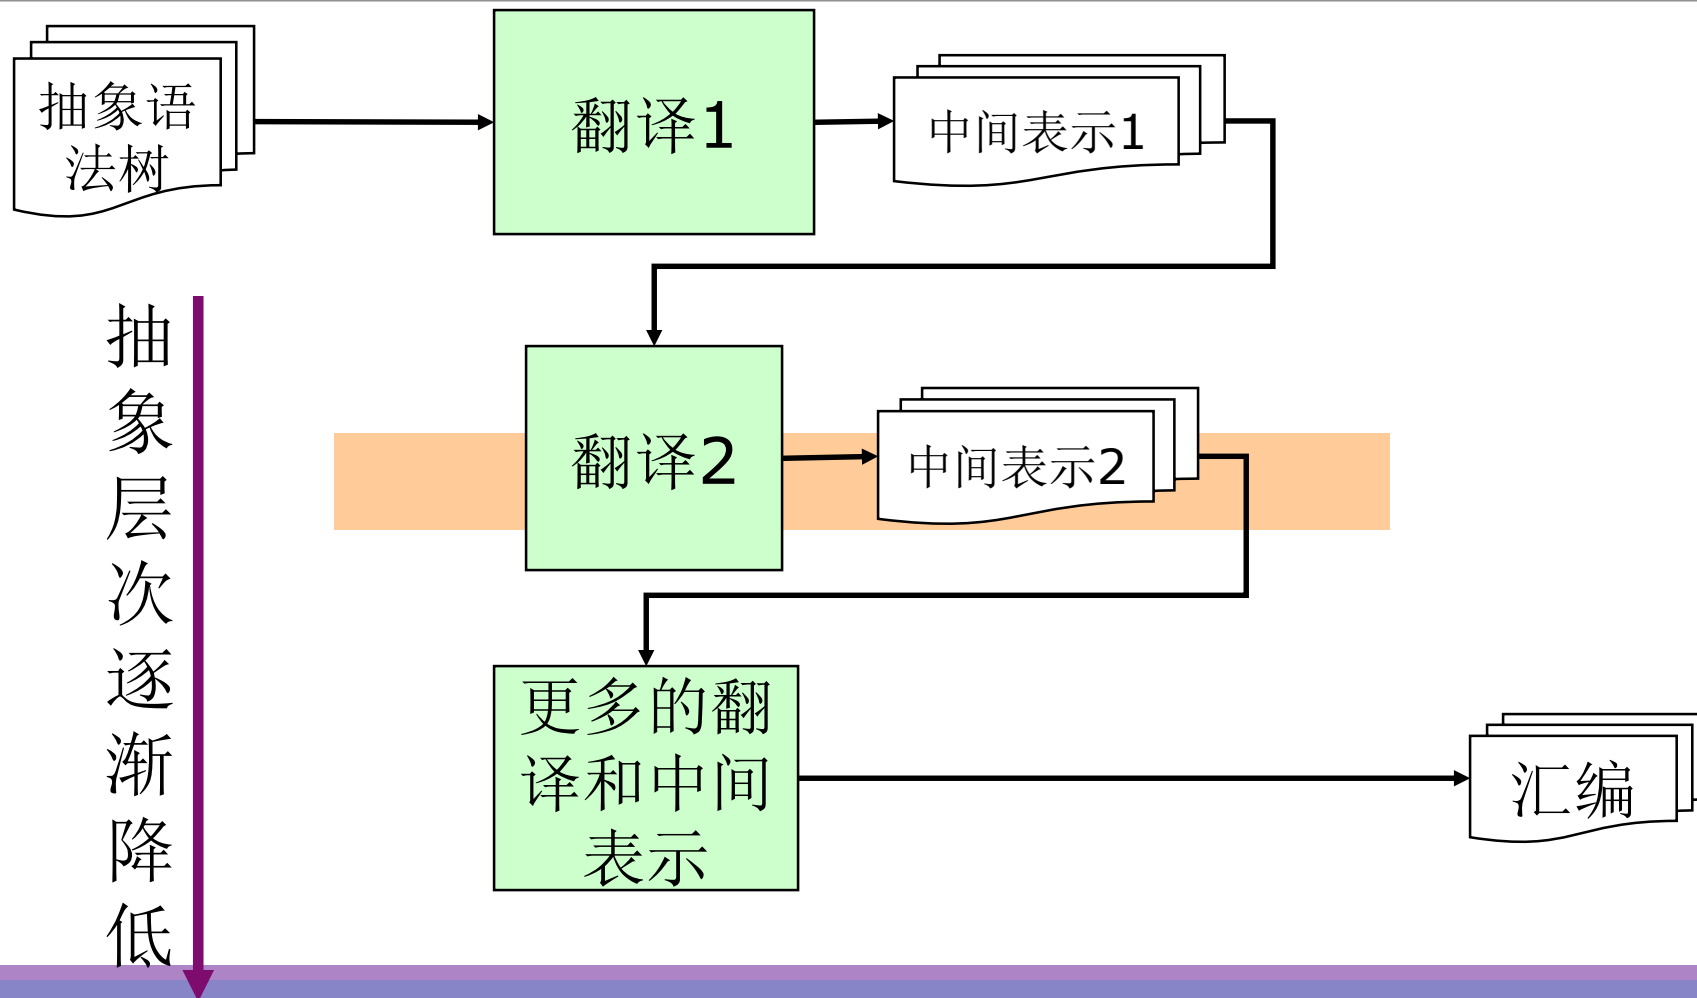 抽象语
法树
翻译1
中间表示1
翻译2
中间表示2
更多的翻
译和中间
表示
汇编
抽
象
层
次
逐
渐
降
低